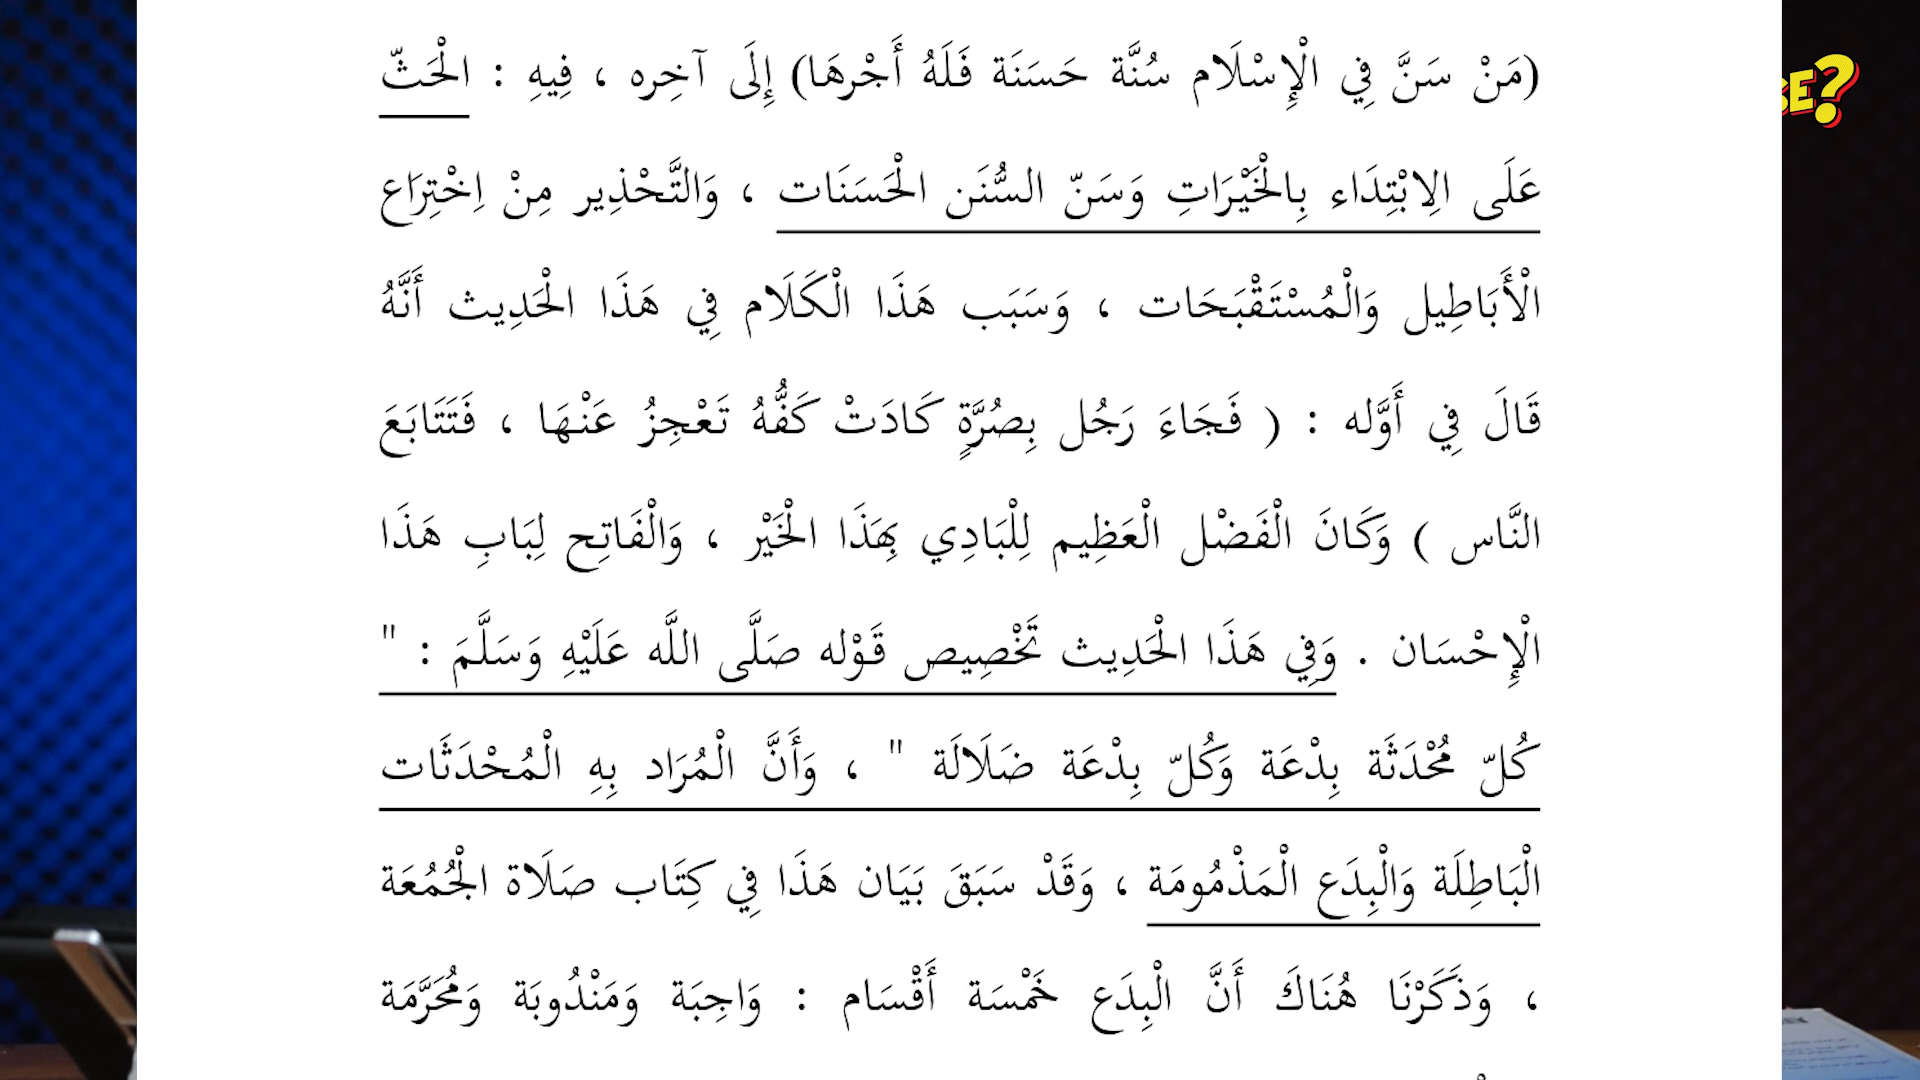 (مَنْ سَنَّ فِي الْإِسْلَام سُنَّة حَسَنَة فَلَهُ أَجْرهَا) إِلَى آخِره ، فِيهِ : الْحَثّ
عَلَى الِابْتِدَاء بِالْخَيْرَاتِ وَسَنّ السُّنَن الْحَسَنَات ، وَالتَّحْذِير مِنْ اِخْتِرَاع
الْأَبَاطِيل وَالْمُسْتَقْبَحَات ، وَسَبَب هَذَا الْكَلَام فِي هَذَا الْحَدِيث أَنَّهُ
قَالَ فِي أَوَّله : ( فَجَاءَ رَجُل بِصُرَّةٍ كَادَتْ كَفُّهُ تَعْجِزُ عَنْهَا ، فَتَتَابَعَ
النَّاس ) وَكَانَ الْفَضْل الْعَظِيم لِلْبَادِي بِهَذَا الْخَيْر ، وَالْفَاتِح لِبَابِ هَذَا
الْإِحْسَان . وَفِي هَذَا الْحَدِيث تَخْصِيص قَوْله صَلَّى اللَّه عَلَيْهِ وَسَلَّمَ : "
كُلّ مُحْدَثَة بِدْعَة وَكُلّ بِدْعَة ضَلَالَة " ، وَأَنَّ الْمُرَاد بِهِ الْمُحْدَثَات
الْبَاطِلَة وَالْبِدَع الْمَذْمُومَة ، وَقَدْ سَبَقَ بَيَان هَذَا فِي كِتَاب صَلَاة الْجُمُعَة
، وَذَكَرْنَا هُنَاكَ أَنَّ الْبِدَع خَمْسَة أَقْسَام : وَاجِبَة وَمَنْدُوبَة وَمُحَرَّمَة